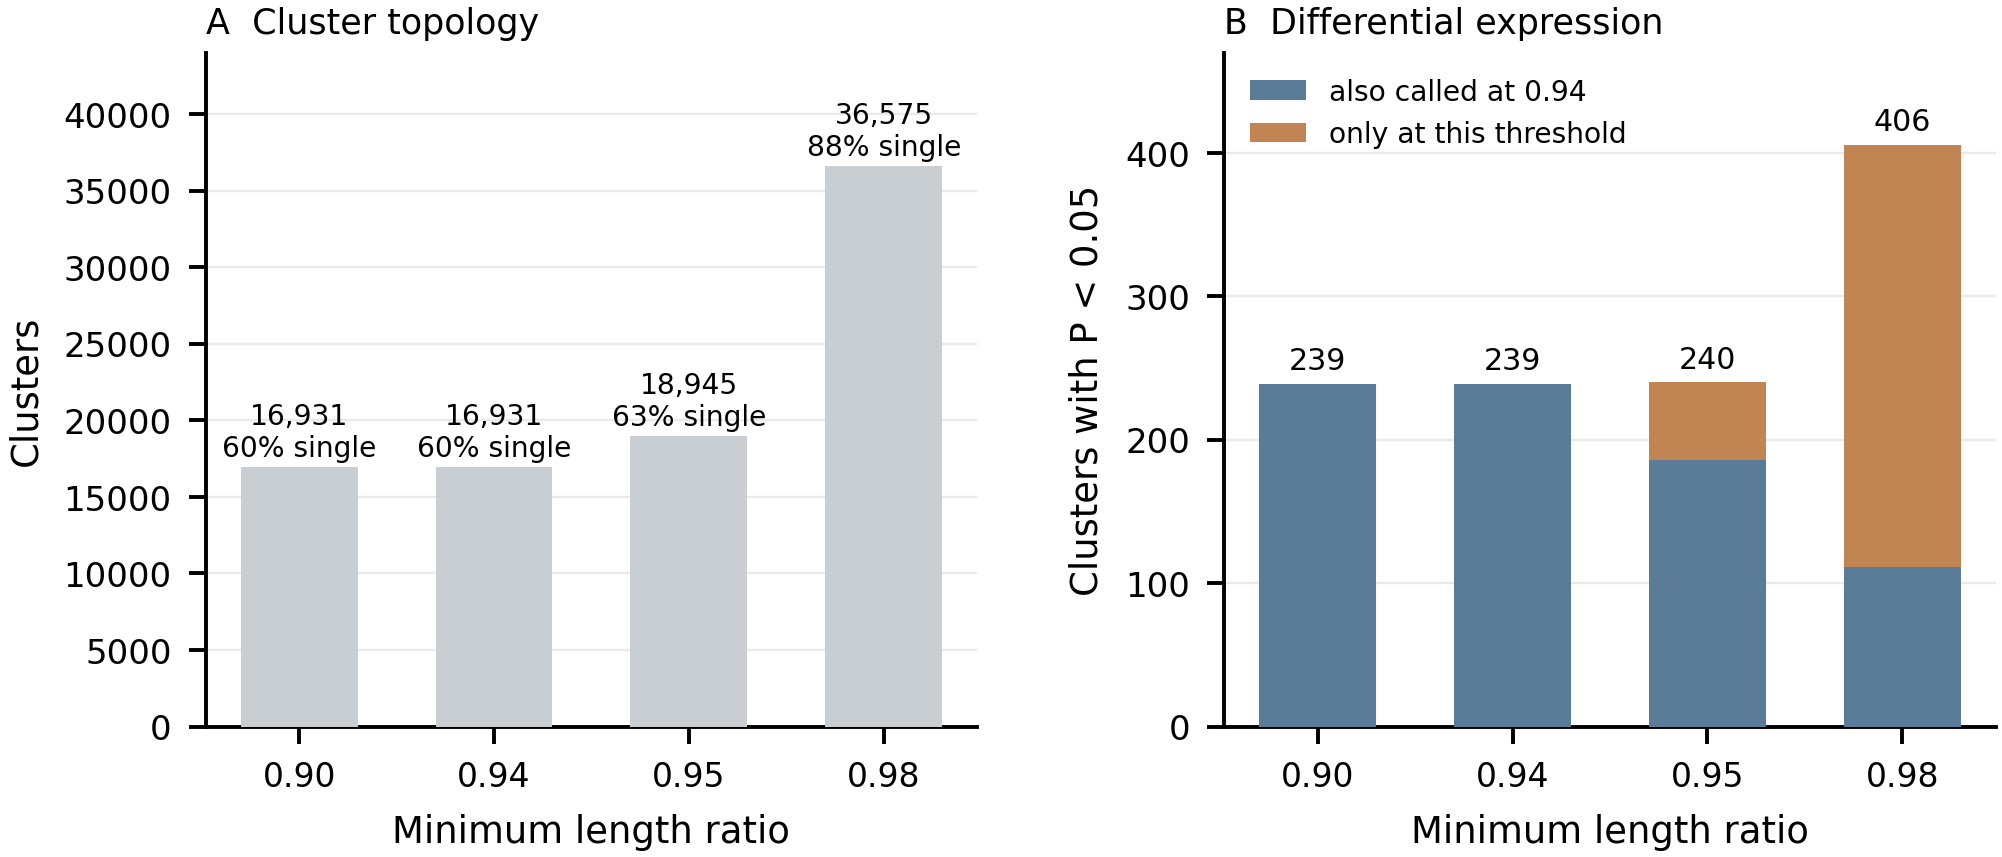 A  Cluster topology
Clusters
40000
35000
30000
25000
20000
15000
10000
5000
0
16,931
60% single
16,931
60% single
18,945
63% single
36,575
88% single
0.90
0.94
0.95
0.98
Minimum length ratio
B  Differential expression
also called at 0.94
only at this threshold
Clusters with P < 0.05
400
300
200
100
0
239
239
240
406
0.90
0.94
0.95
0.98
Minimum length ratio